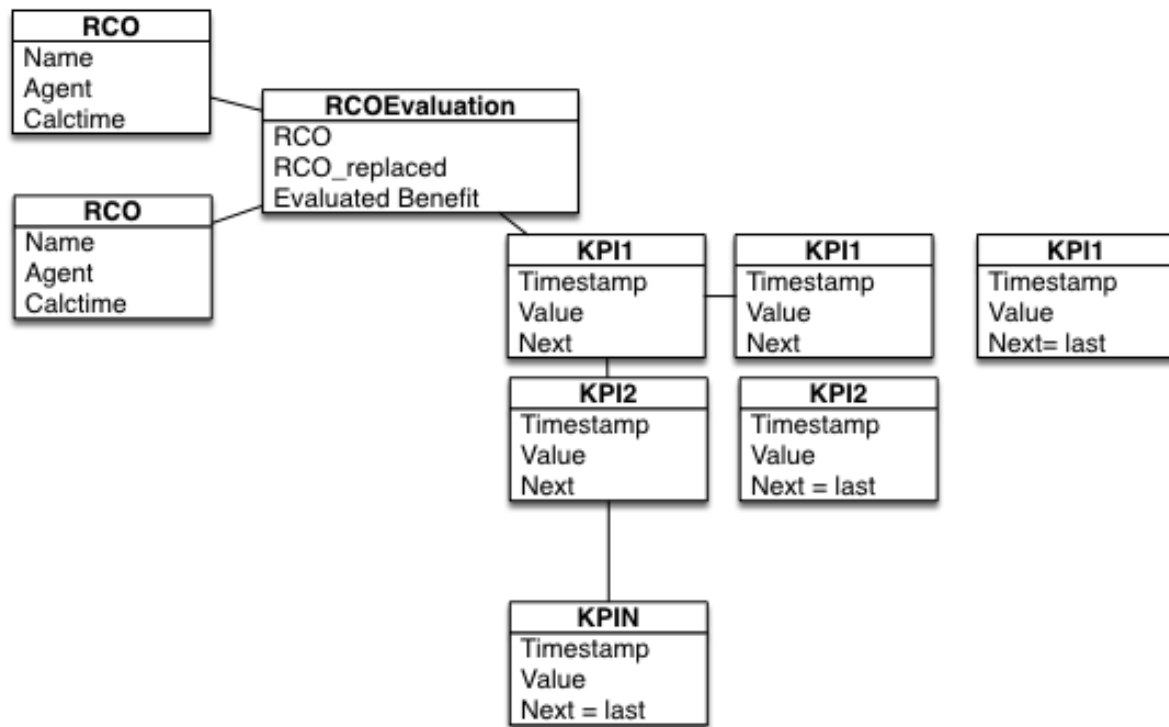 RCO
Name
Agent
Calctime
RCOEvaluation
RCO
RCO_replaced
Evaluated Benefit
RCO
Name
Agent
Calctime
KPI1
Timestamp
Value
Next
KPI1
Timestamp
Value
Next
KPI1
Timestamp
Value
Next= last
KPI2
Timestamp
Value
Next
KPI2
Timestamp
Value
Next = last
KPIN
Timestamp
Value
Next = last